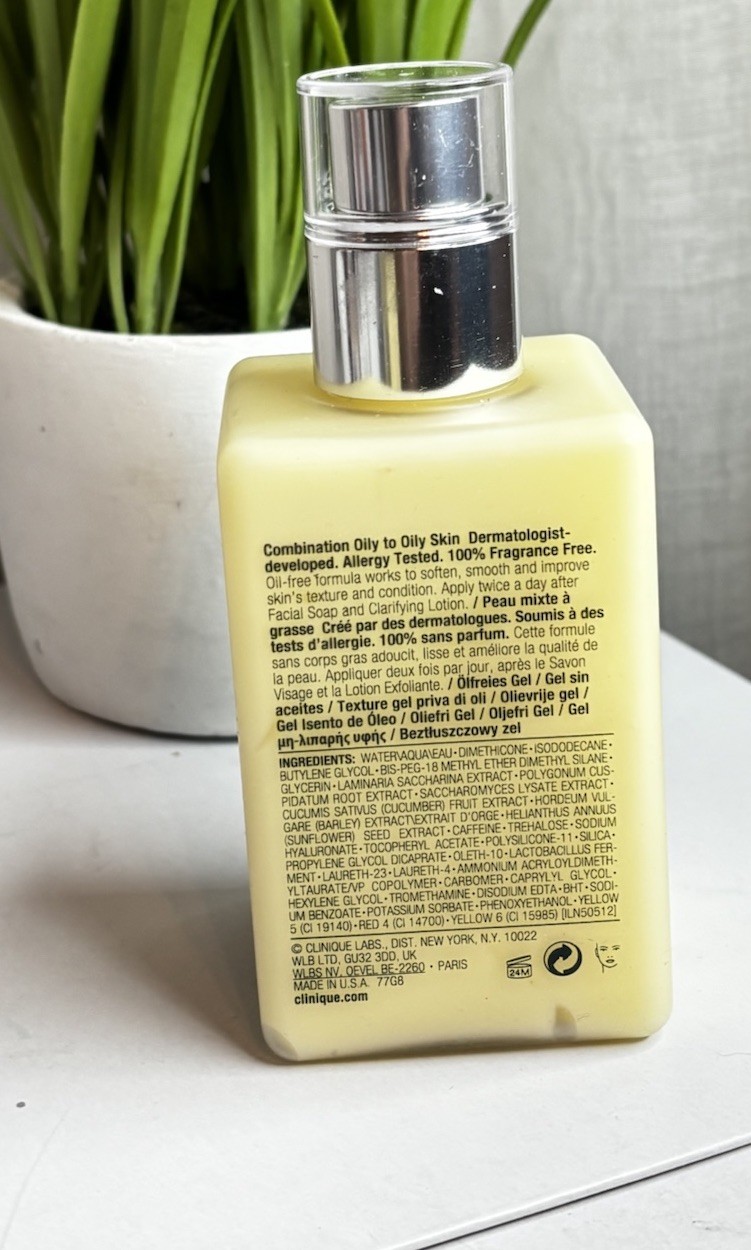 Combination Oily to Oily Skin Dermatologist-
developed. Allergy Tested. 100% Fragrance Free.
Oil-free formula works to soften, smooth and improve
skin's texture and condition. Apply twice a day after
Facial Soap and Clarifying Lotion. / Peau mixte à
grasse Créé par des dermatologues. Soumis à des
tests d'allergie. 100% sans parfum. Cette formule
sans corps gras adoucit, lisse et améliore la qualité de
la peau. Appliquer deux fois par jour, après le Savon
Visage et la Lotion Exfoliante. / Ölfreies Gel / Gel sin
aceites / Texture gel priva di oli / Olievrije gel /
Gel Isento de Óleo / Oliefri Gel / Oljefri Gel / Gel
μη-λιπαρής υφής / Beztłuszczowy żel
INGREDIENTS: WATER\AQUA\EAU • DIMETHICONE • ISODODECANE •
BUTYLENE GLYCOL • BIS-PEG-18 METHYL ETHER DIMETHYL SILANE •
GLYCERIN • LAMINARIA SACCHARINA EXTRACT • POLYGONUM CUS-
PIDATUM ROOT EXTRACT • SACCHAROMYCES LYSATE EXTRACT •
CUCUMIS SATIVUS (CUCUMBER) FRUIT EXTRACT • HORDEUM VUL-
GARE (BARLEY) EXTRACT\EXTRAIT D'ORGE • HELIANTHUS ANNUUS
(SUNFLOWER) SEED EXTRACT • CAFFEINE • TREHALOSE • SODIUM
HYALURONATE • TOCOPHERYL ACETATE • POLYSILICONE-11 • SILICA •
PROPYLENE GLYCOL DICAPRATE • OLETH-10 • LACTOBACILLUS FER-
MENT • LAURETH-23 • LAURETH-4 • AMMONIUM ACRYLOYLDIMETH-
YLTAURATE/VP COPOLYMER • CARBOMER • CAPRYLYL GLYCOL •
HEXYLENE GLYCOL • TROMETHAMINE • DISODIUM EDTA • BHT • SODI-
UM BENZOATE • POTASSIUM SORBATE • PHENOXYETHANOL • YELLOW
5 (CI 19140) • RED 4 (CI 14700) • YELLOW 6 (CI 15985) [ILN50512]
© CLINIQUE LABS., DIST. NEW YORK, N.Y. 10022
WLB LTD, GU32 3DD, UK
WLBS NV, OEVEL BE-2260 • PARIS
MADE IN U.S.A. 77G8
clinique.com
24M